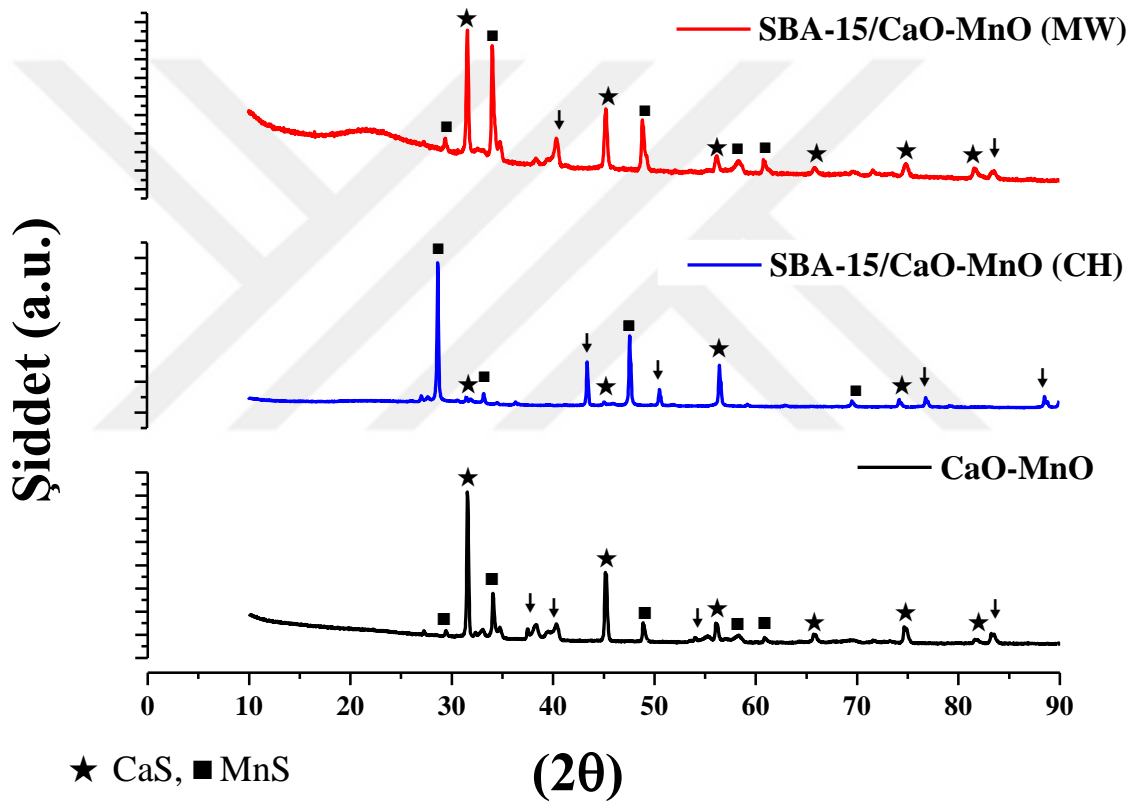 SBA-15/CaO-MnO (MW)
SBA-15/CaO-MnO (CH)
CaO-MnO
Şiddet (a.u.)
0 10 20 30 40 50 60 70 80 90
(2θ)
★ CaS, ■ MnS